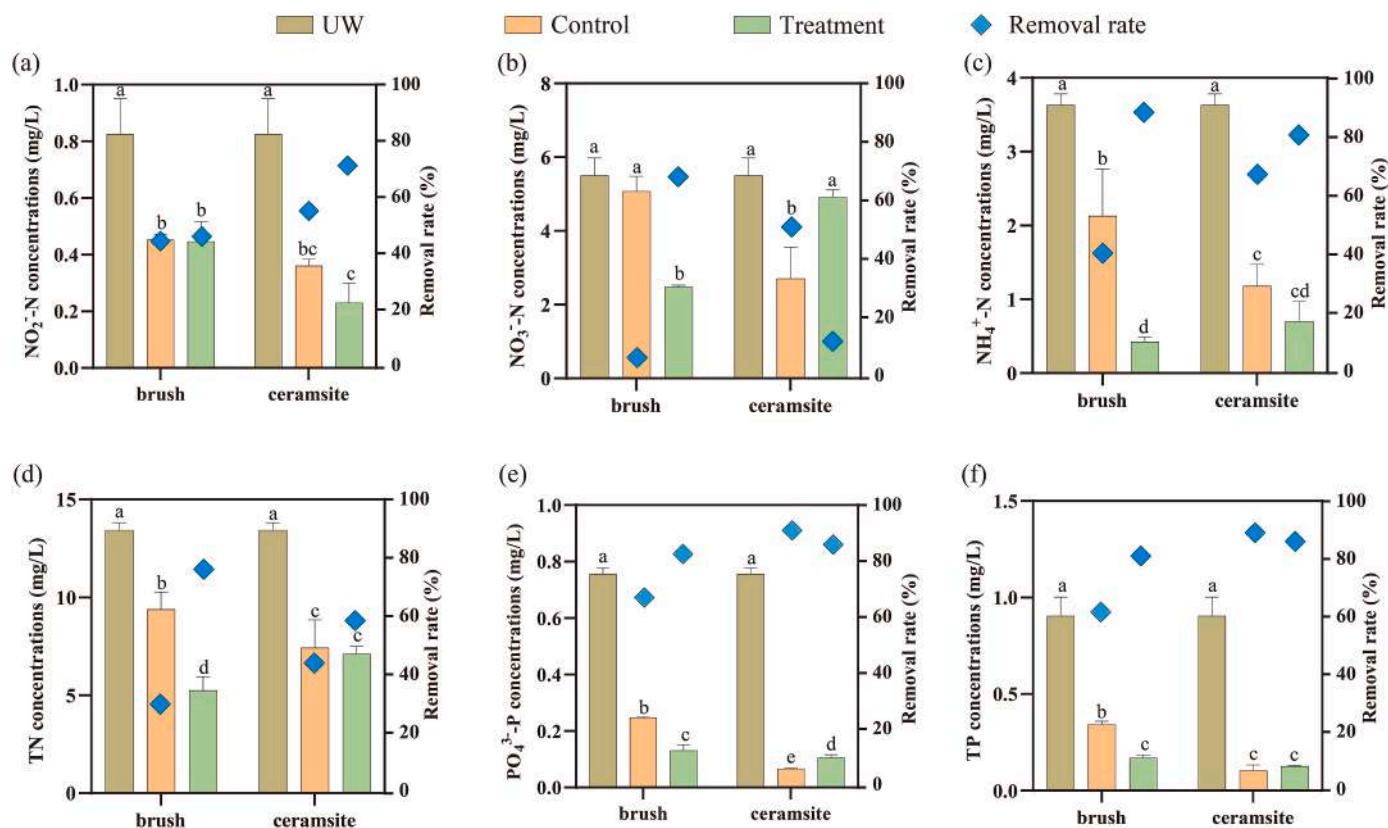 UW Control Treatment Removal rate
(a)
NO₂⁻-N concentrations (mg/L)
1.0
0.8
0.6
0.4
0.2
0.0
100
80
60
40
20
0
Removal rate (%)
a
b
b
a
bc
c
brush ceramsite
(b)
NO₃⁻-N concentrations (mg/L)
8
6
4
2
0
100
80
60
40
20
0
Removal rate (%)
a
a
b
a
b
a
brush ceramsite
(c)
NH₄⁺-N concentrations (mg/L)
4
3
2
1
0
100
80
60
40
20
0
Removal rate (%)
a
b
d
a
c
cd
brush ceramsite
(d)
TN concentrations (mg/L)
15
10
5
0
100
80
60
40
20
0
Removal rate (%)
a
b
d
a
c
c
brush ceramsite
(e)
PO₄³⁻-P concentrations (mg/L)
1.0
0.8
0.6
0.4
0.2
0.0
100
80
60
40
20
0
Removal rate (%)
a
b
c
a
e
d
brush ceramsite
(f)
TP concentrations (mg/L)
1.5
1.0
0.5
0.0
100
80
60
40
20
0
Removal rate (%)
a
b
c
a
c
c
brush ceramsite